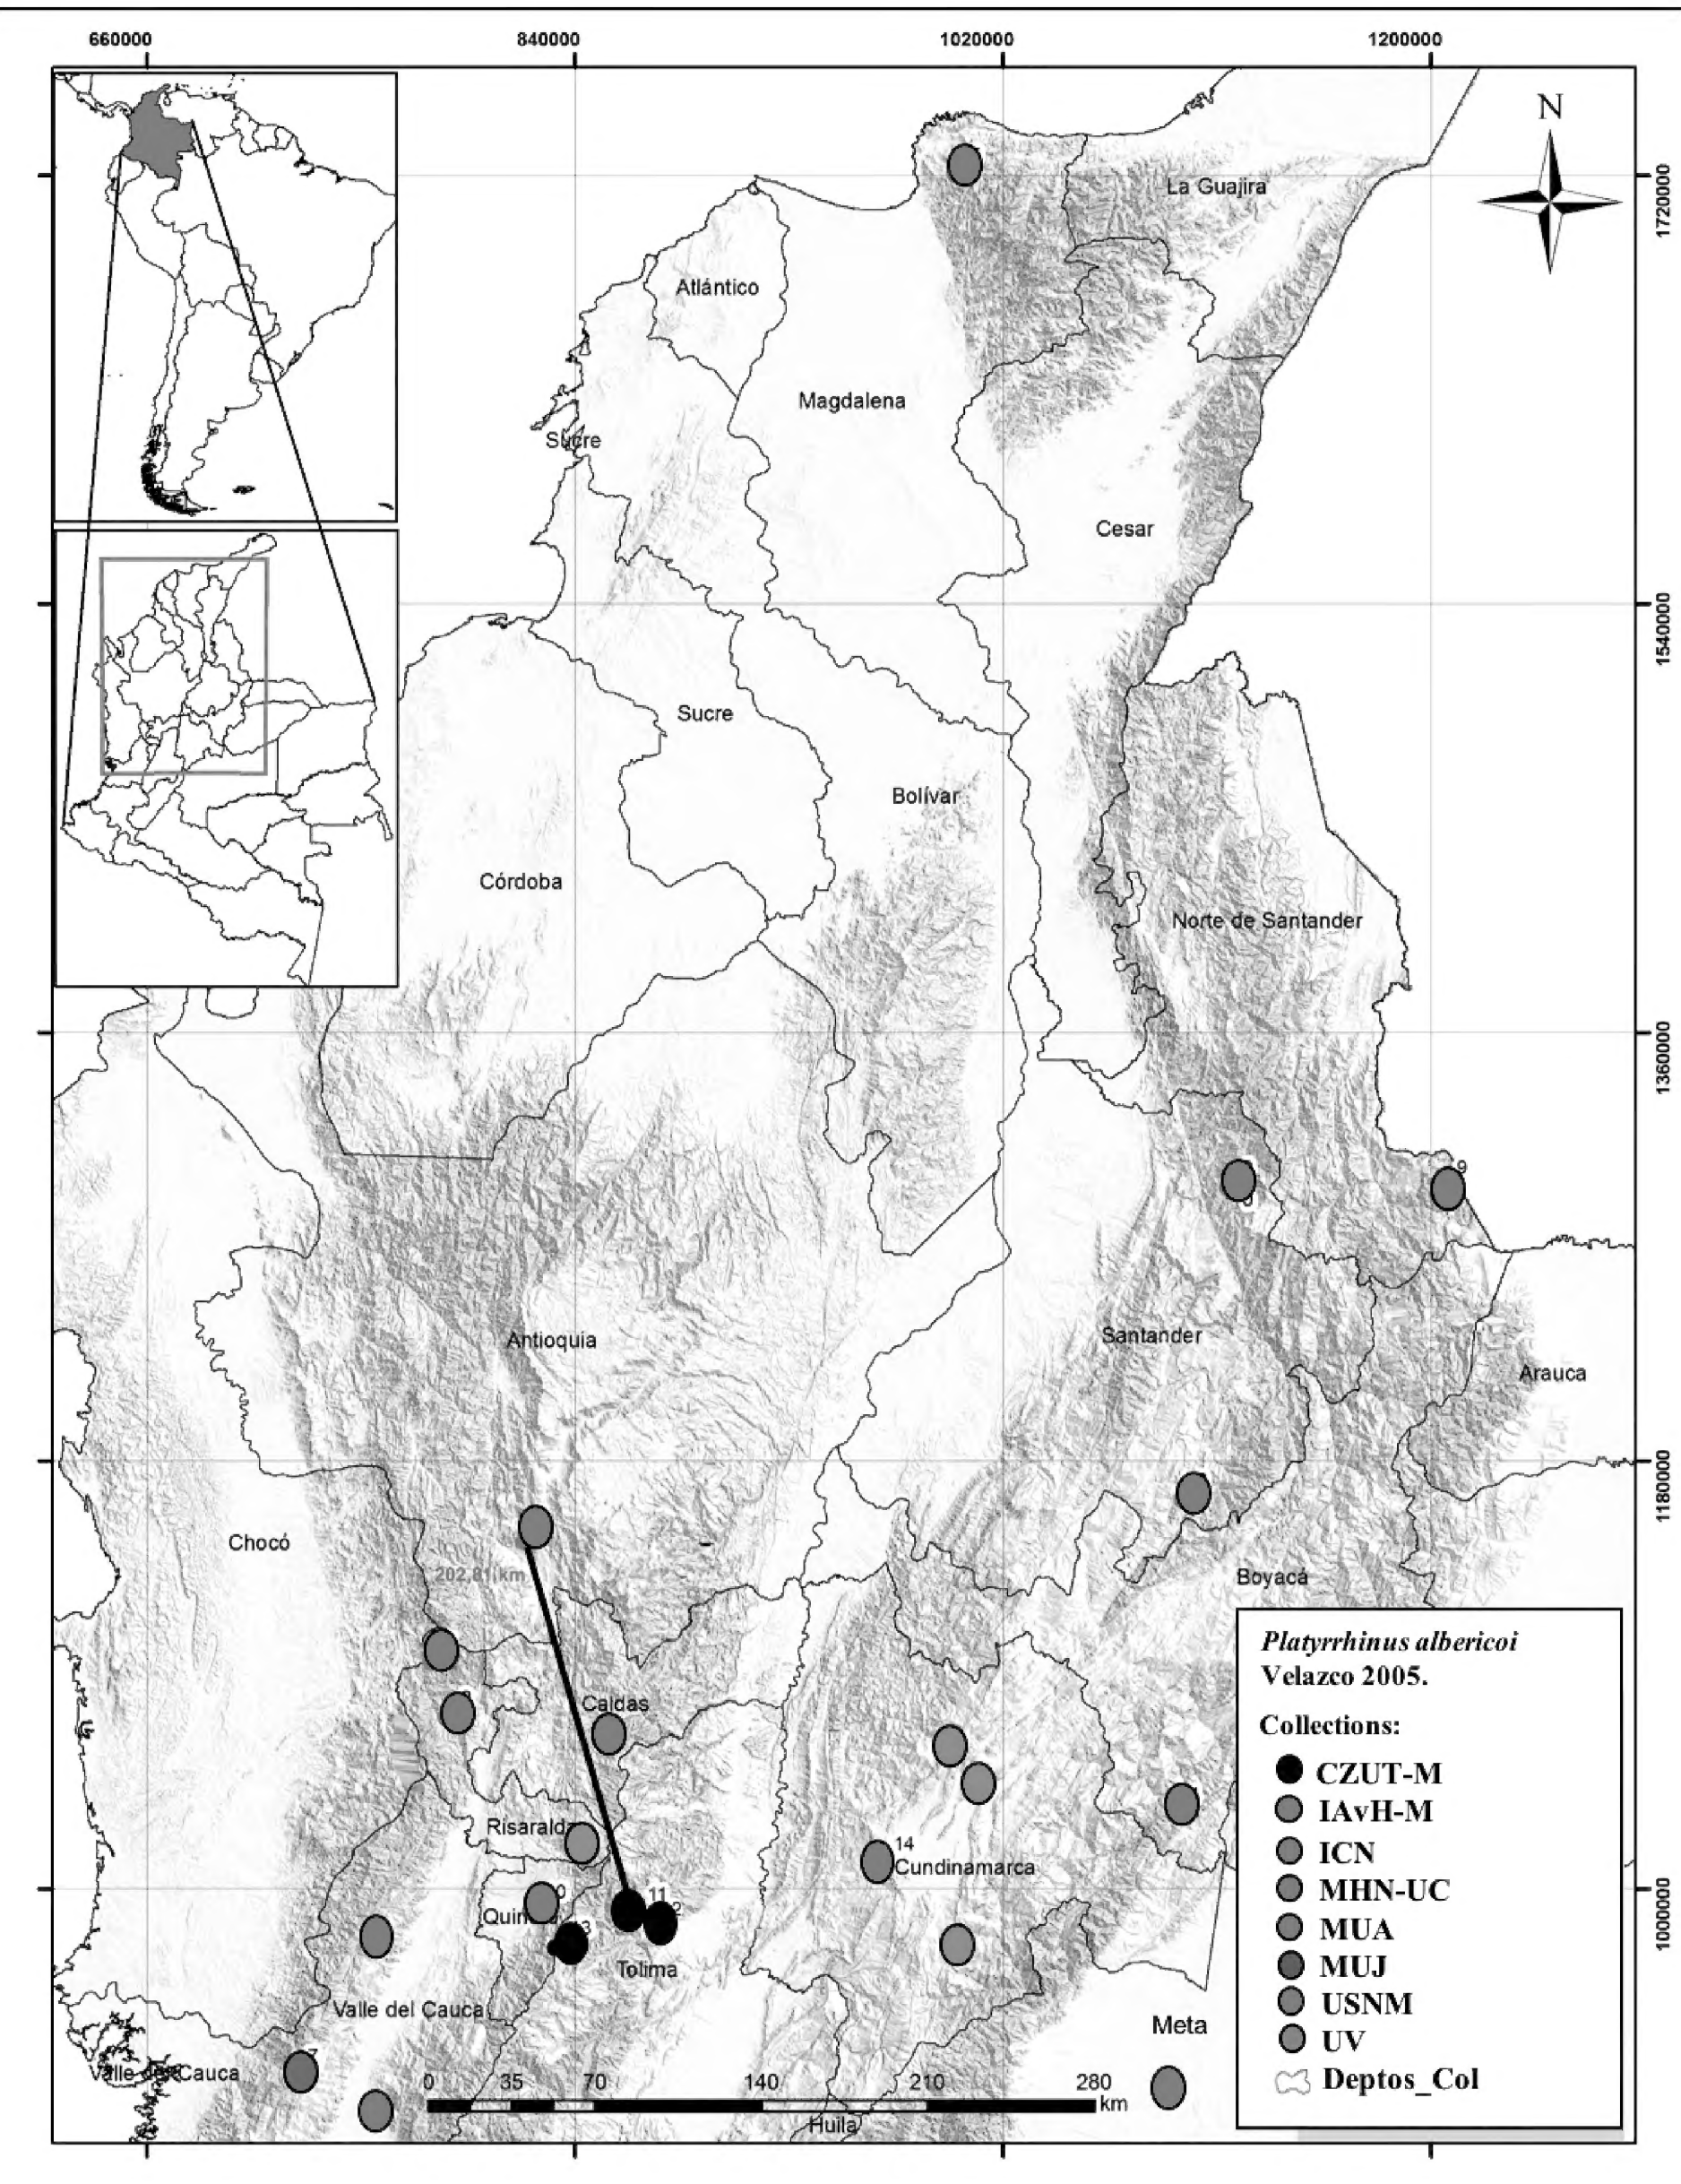 660000
840000
1020000
1200000
N
1720000
La Guajira
Atlántico
Magdalena
Sucre
Cesar
1540000
Sucre
Bolívar
Córdoba
Norte de Santander
1360000
9
Antioquia
Santander
Arauca
1180000
Chocó
202,81 km
Boyacá
Platyrrhinus albericoi
Velazco 2005.
Collections:
CZUT-M
IAvH-M
ICN
MHN-UC
MUA
MUJ
USNM
UV
Deptos_Col
Caldas
Risaralda
14
Cundinamarca
11
1000000
Tolima
Valle del Cauca
Meta
Valle del Cauca
0 35 70 140 210 280
km
Huila